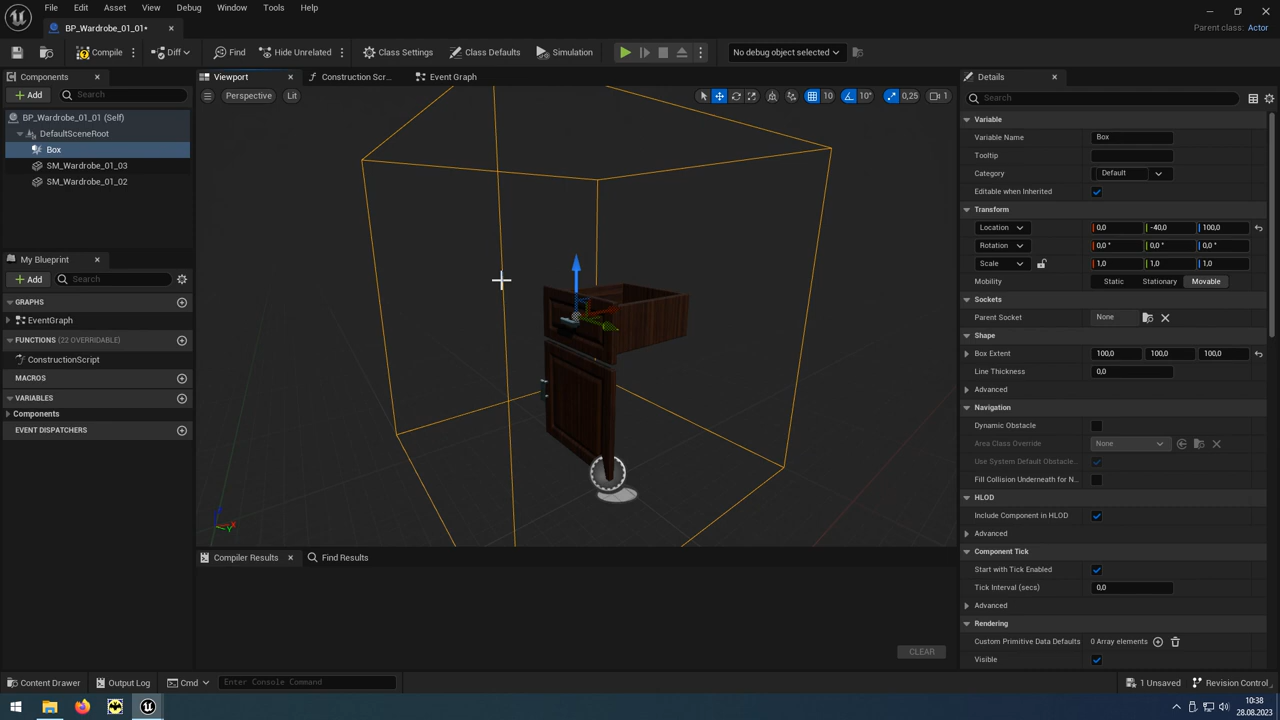 File Edit Asset View Debug Window Tools Help
BP_Wardrobe_01_01*
Parent class: Actor
Compile Diff Find Hide Unrelated Class Settings Class Defaults Simulation No debug object selected
Components
Add Search
BP_Wardrobe_01_01 (Self)
DefaultSceneRoot
Box
SM_Wardrobe_01_03
SM_Wardrobe_01_02
My Blueprint
Add Search
GRAPHS
EventGraph
FUNCTIONS (22 OVERRIDABLE)
ConstructionScript
MACROS
VARIABLES
Components
EVENT DISPATCHERS
Viewport Construction Scr... Event Graph
Perspective Lit 10 10° 0,25 1
Compiler Results Find Results
CLEAR
Details
Search
Variable
Variable Name Box
Tooltip
Category Default
Editable when Inherited
Transform
Location 0,0 -40,0 100,0
Rotation 0,0 ° 0,0 ° 0,0 °
Scale 1,0 1,0 1,0
Mobility Static Stationary Movable
Sockets
Parent Socket None
Shape
Box Extent 100,0 100,0 100,0
Line Thickness 0,0
Advanced
Navigation
Dynamic Obstacle
Area Class Override None
Use System Default Obstacle...
Fill Collision Underneath for N...
HLOD
Include Component in HLOD
Advanced
Component Tick
Start with Tick Enabled
Tick Interval (secs) 0,0
Advanced
Rendering
Custom Primitive Data Defaults 0 Array elements
Visible
Content Drawer Output Log Cmd Enter Console Command 1 Unsaved Revision Control
10:38
28.08.2023